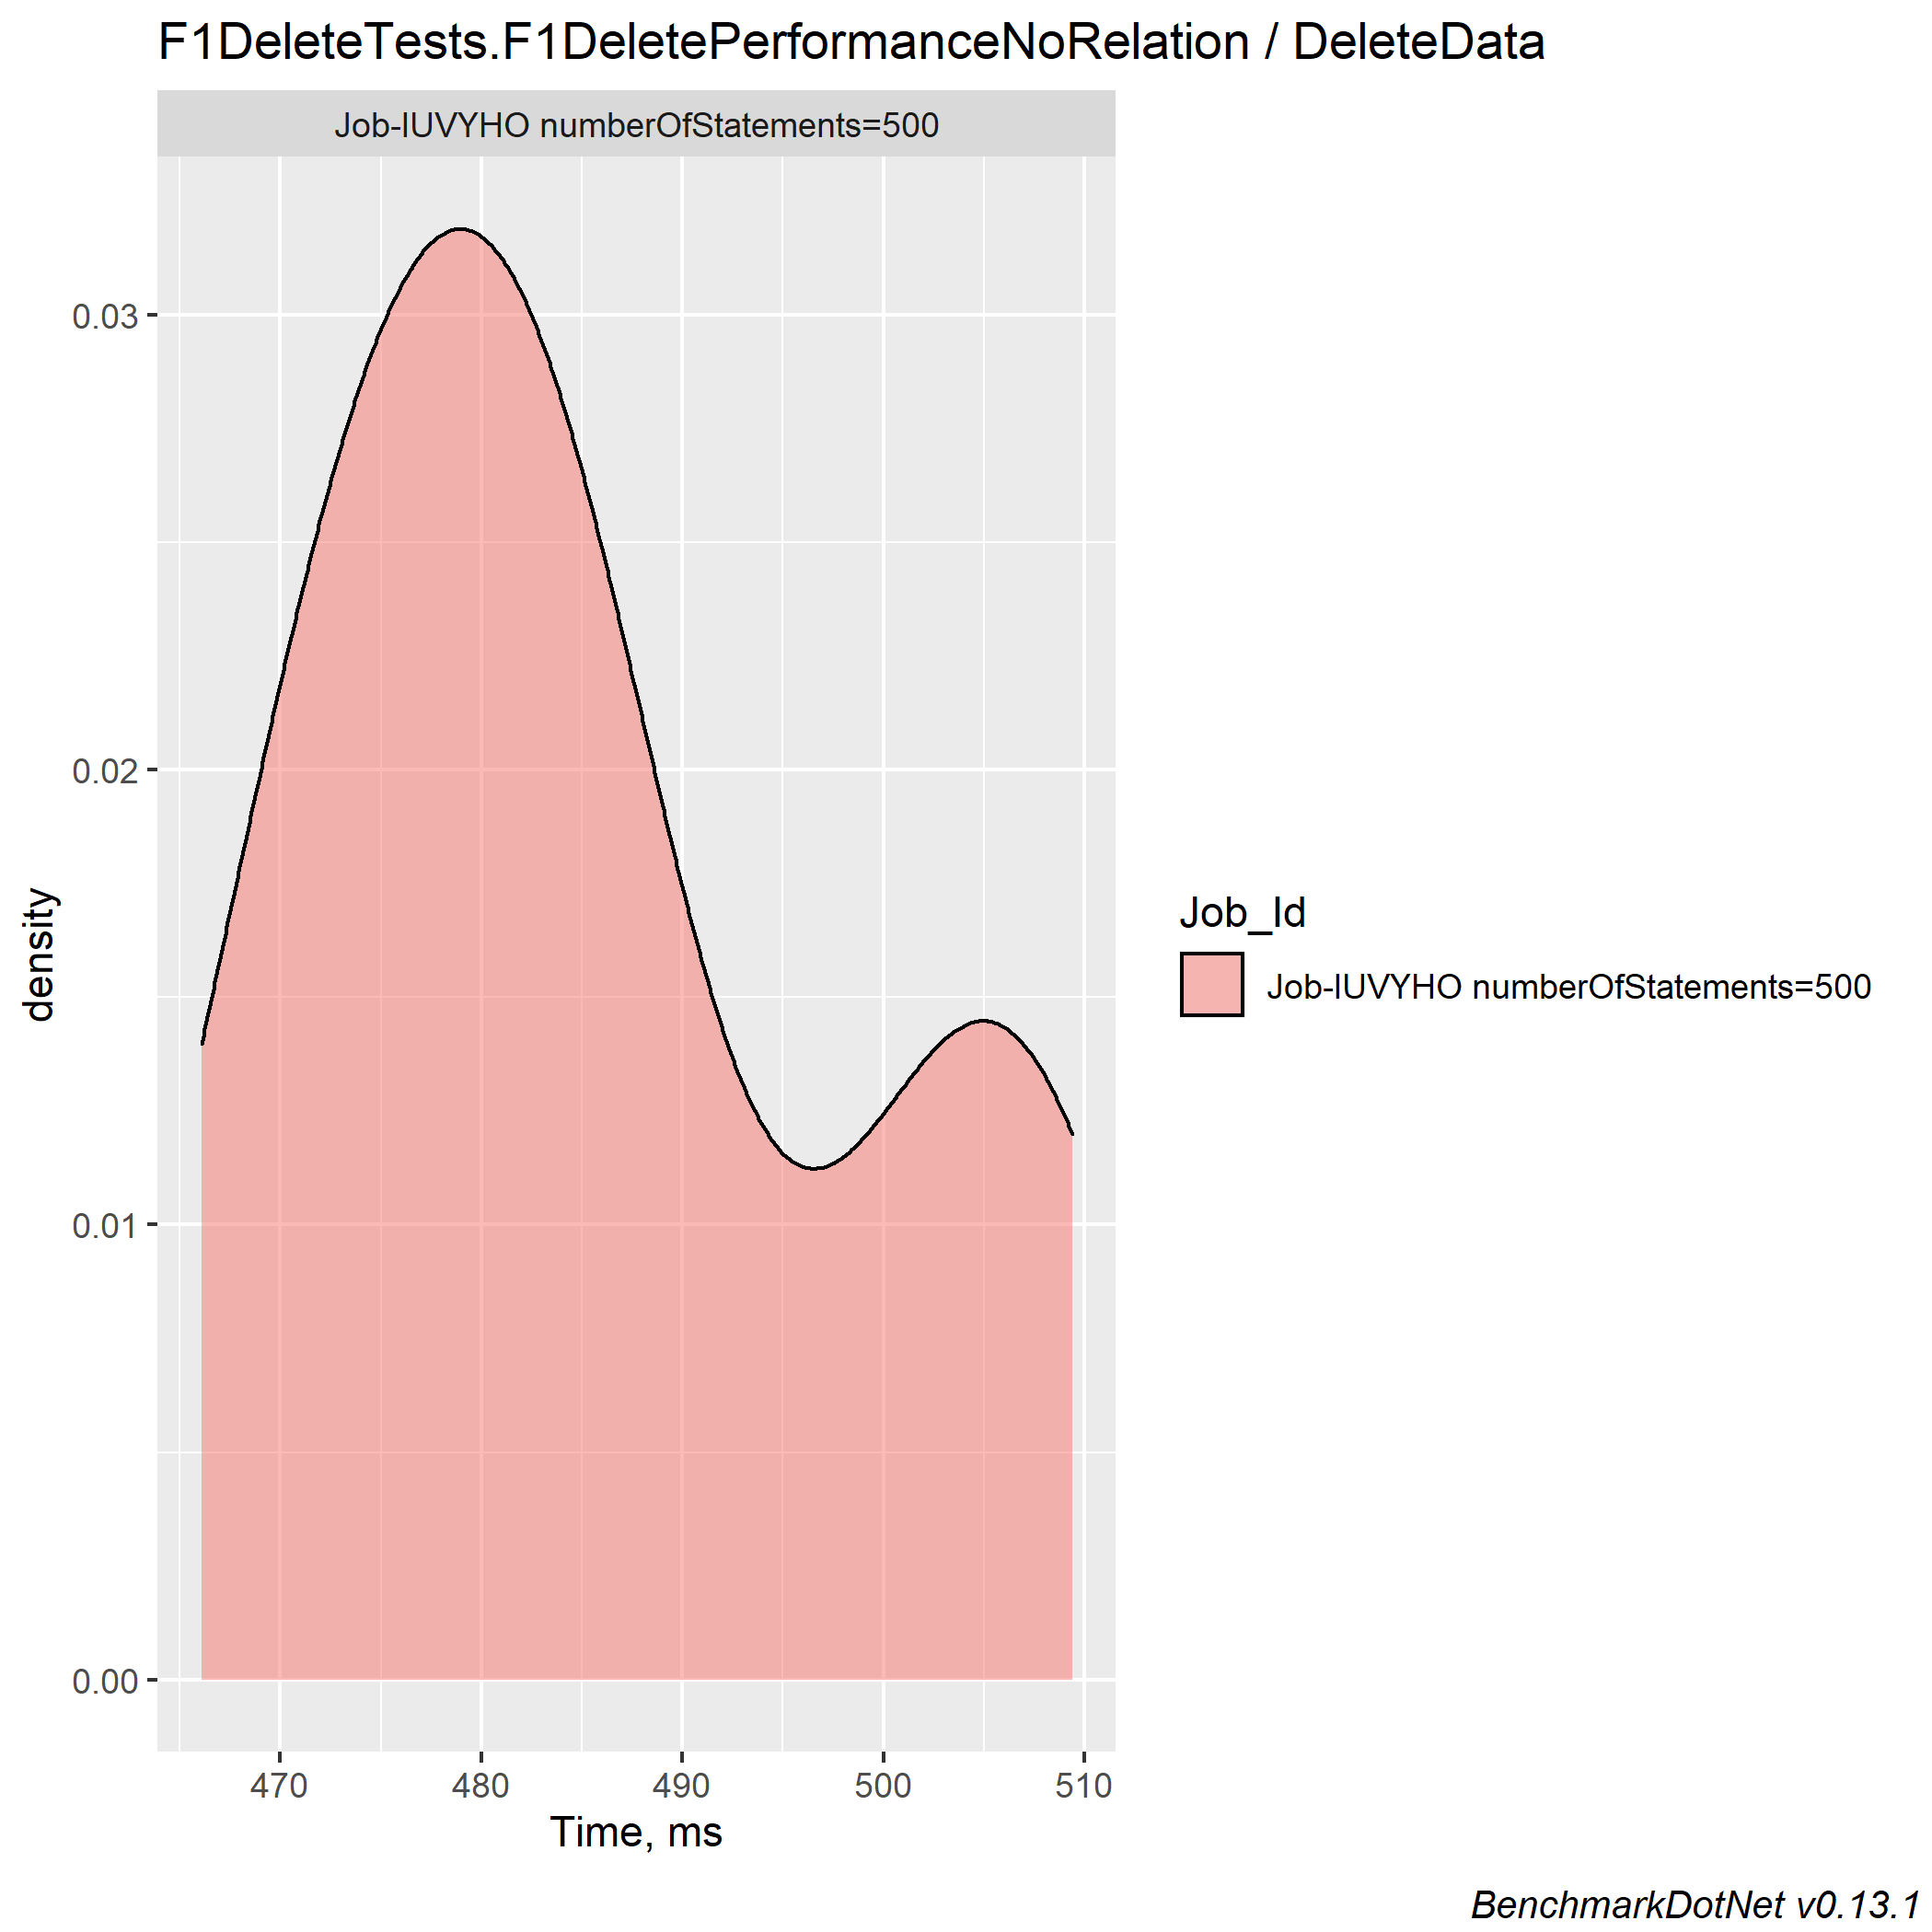 F1DeleteTests.F1DeletePerformanceNoRelation / DeleteData
Job-IUVYHO numberOfStatements=500
0.03
0.02
0.01
0.00
density
470 480 490 500 510
Time, ms
Job_Id
Job-IUVYHO numberOfStatements=500
BenchmarkDotNet v0.13.1